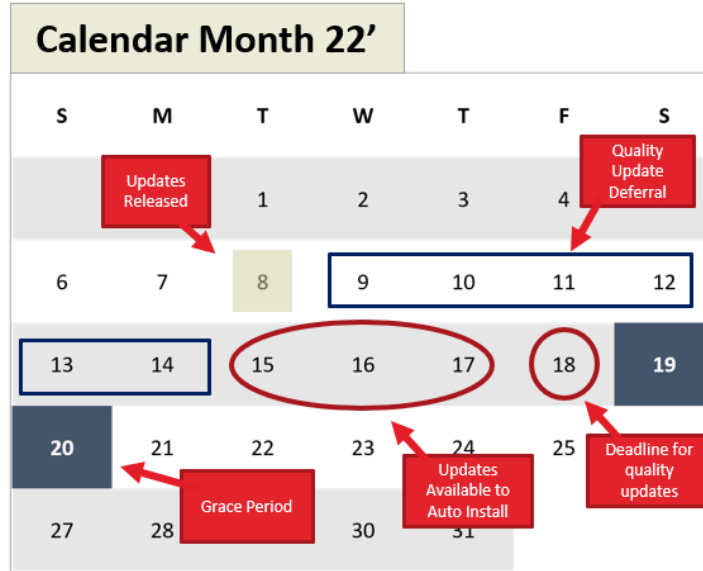 Calendar Month 22’
S M T W T F S
Updates
Released
Quality
Update
Deferral
1 2 3 4
6 7 8 9 10 11 12
13 14 15 16 17 18 19
20 21 22 23 24 25
Grace Period
Updates
Available to
Auto Install
Deadline for
quality
updates
27 28 30 31